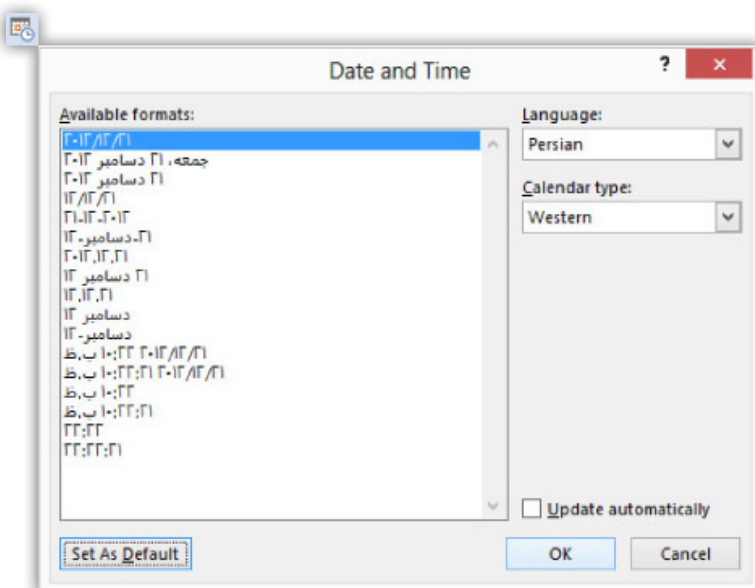 Date and Time
?
Available formats:
۲۰۱۲/۱۲/۲۱
جمعه، ۲۱ دسامبر ۲۰۱۲
۲۱ دسامبر ۲۰۱۲
۱۲/۱۲/۲۱
۲۱-۱۲-۲۰۱۲
۲۱-دسامبر-۱۲
۲۰۱۲.۱۲.۲۱
۲۱ دسامبر ۱۲
۱۲.۱۲.۲۱
دسامبر ۱۲
دسامبر-۱۲
۲۰۱۲/۱۲/۲۱ ۱۰:۲۲ ب.ظ
۲۰۱۲/۱۲/۲۱ ۱۰:۲۲:۲۱ ب.ظ
۱۰:۲۲ ب.ظ
۱۰:۲۲:۲۱ ب.ظ
۲۲:۲۲
۲۲:۲۲:۲۱
Language:
Persian
Calendar type:
Western
Update automatically
Set As Default
OK
Cancel